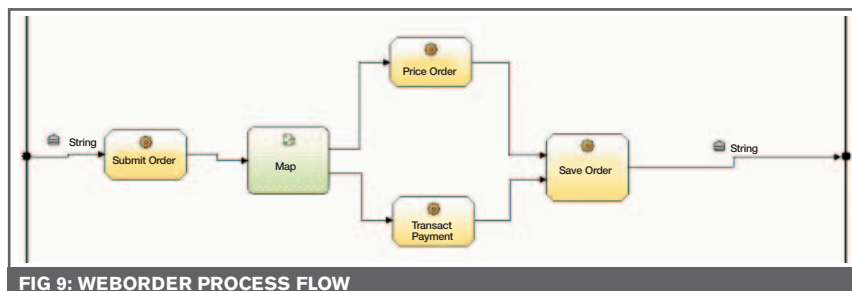 String
Submit Order
Map
Price Order
Transact
Payment
Save Order
String
FIG 9: WEBORDER PROCESS FLOW